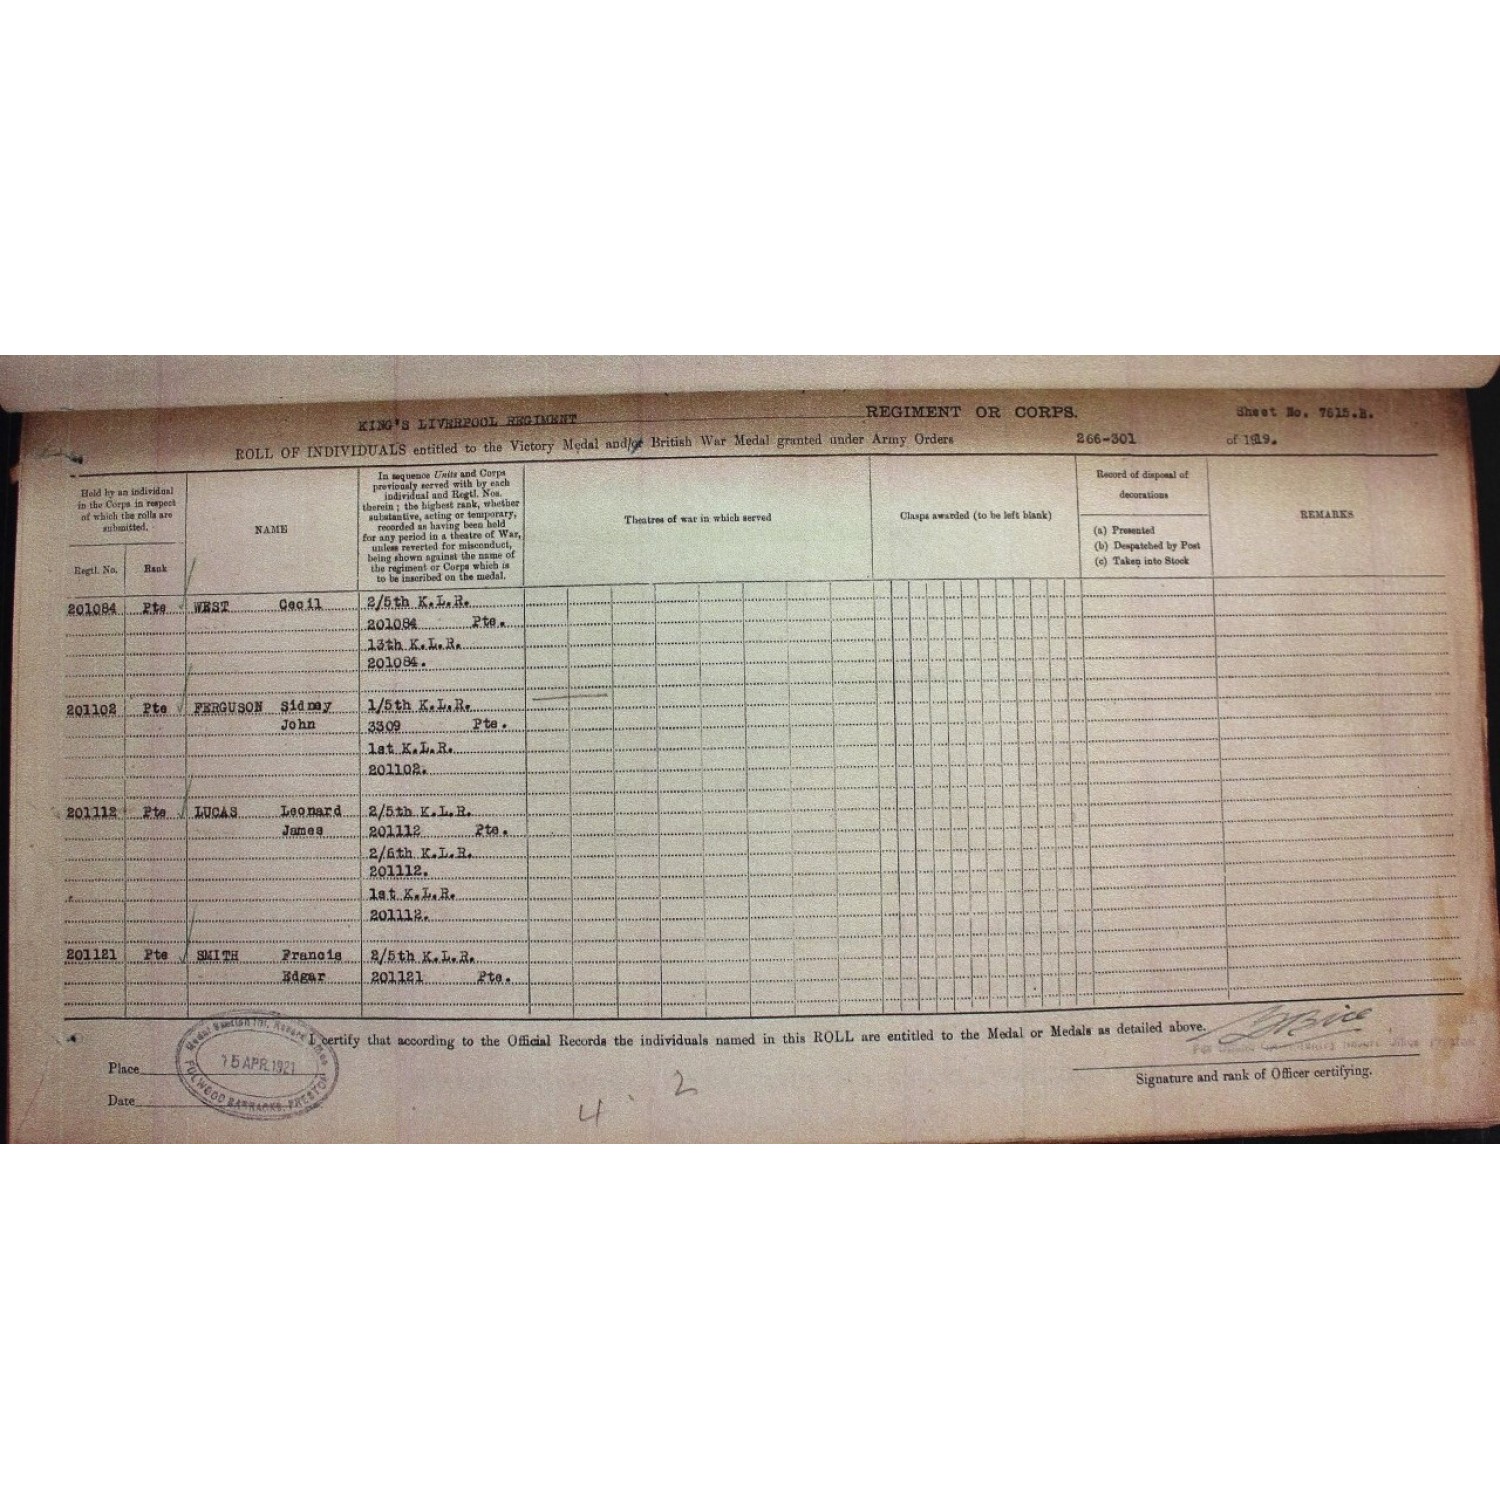 KING'S LIVERPOOL REGIMENT REGIMENT OR CORPS. Sheet No. 7615.B.
ROLL OF INDIVIDUALS entitled to the Victory Medal and/or British War Medal granted under Army Orders 266-301 of 1919.
Held by an individual
in the Corps in respect
of which the rolls are
submitted.
Regtl. No. Rank
NAME
In sequence Units and Corps
previously served with by each
individual and Regtl. Nos.
therein; the highest rank, whether
substantive, acting or temporary,
recorded as having been held
for any period in a theatre of War,
unless reverted for misconduct,
being shown against the name of
the regiment or Corps which is
to be inscribed on the medal.
Theatres of war in which served
Clasps awarded (to be left blank)
Record of disposal of
decorations
(a) Presented
(b) Despatched by Post
(c) Taken into Stock
REMARKS
201084 Pte WEST Cecil 2/5th K.L.R.
201084 Pte.
13th K.L.R.
201084.
201102 Pte FERGUSON Sidney 1/5th K.L.R.
John 3309 Pte.
1st K.L.R.
201102.
201112 Pte LUCAS Leonard 2/5th K.L.R.
James 201112 Pte.
2/6th K.L.R.
201112.
1st K.L.R.
201112.
201121 Pte SMITH Francis 2/5th K.L.R.
Edgar 201121 Pte.
I certify that according to the Official Records the individuals named in this ROLL are entitled to the Medal or Medals as detailed above.
Place
Date
Medal Section
15 APR. 1921
FULWOOD BARRACKS, PRESTON
Signature and rank of Officer certifying.
4 2